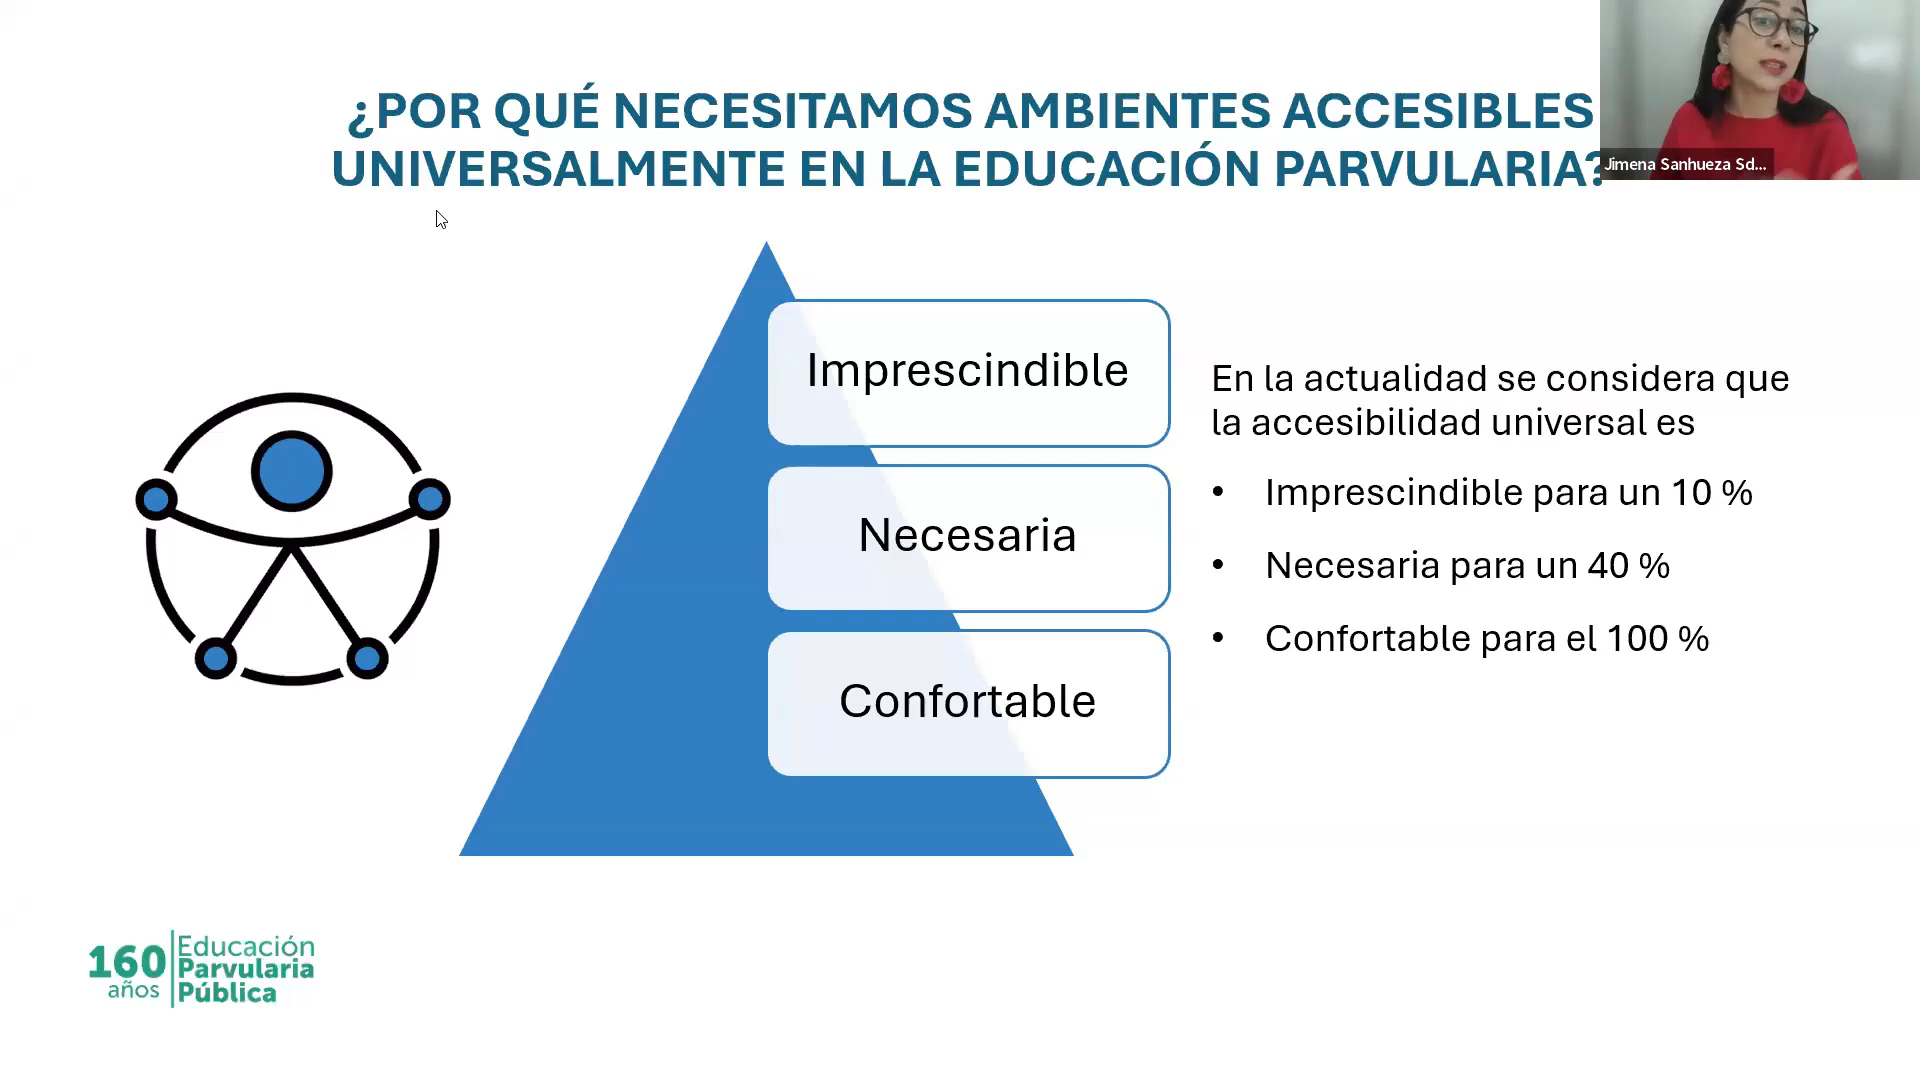 ¿POR QUÉ NECESITAMOS AMBIENTES ACCESIBLES
UNIVERSALMENTE EN LA EDUCACIÓN PARVULARIA?
Jimena Sanhueza Sd...
Imprescindible
Necesaria
Confortable
En la actualidad se considera que
la accesibilidad universal es
• Imprescindible para un 10 %
• Necesaria para un 40 %
• Confortable para el 100 %
160
años
Educación
Parvularia
Pública